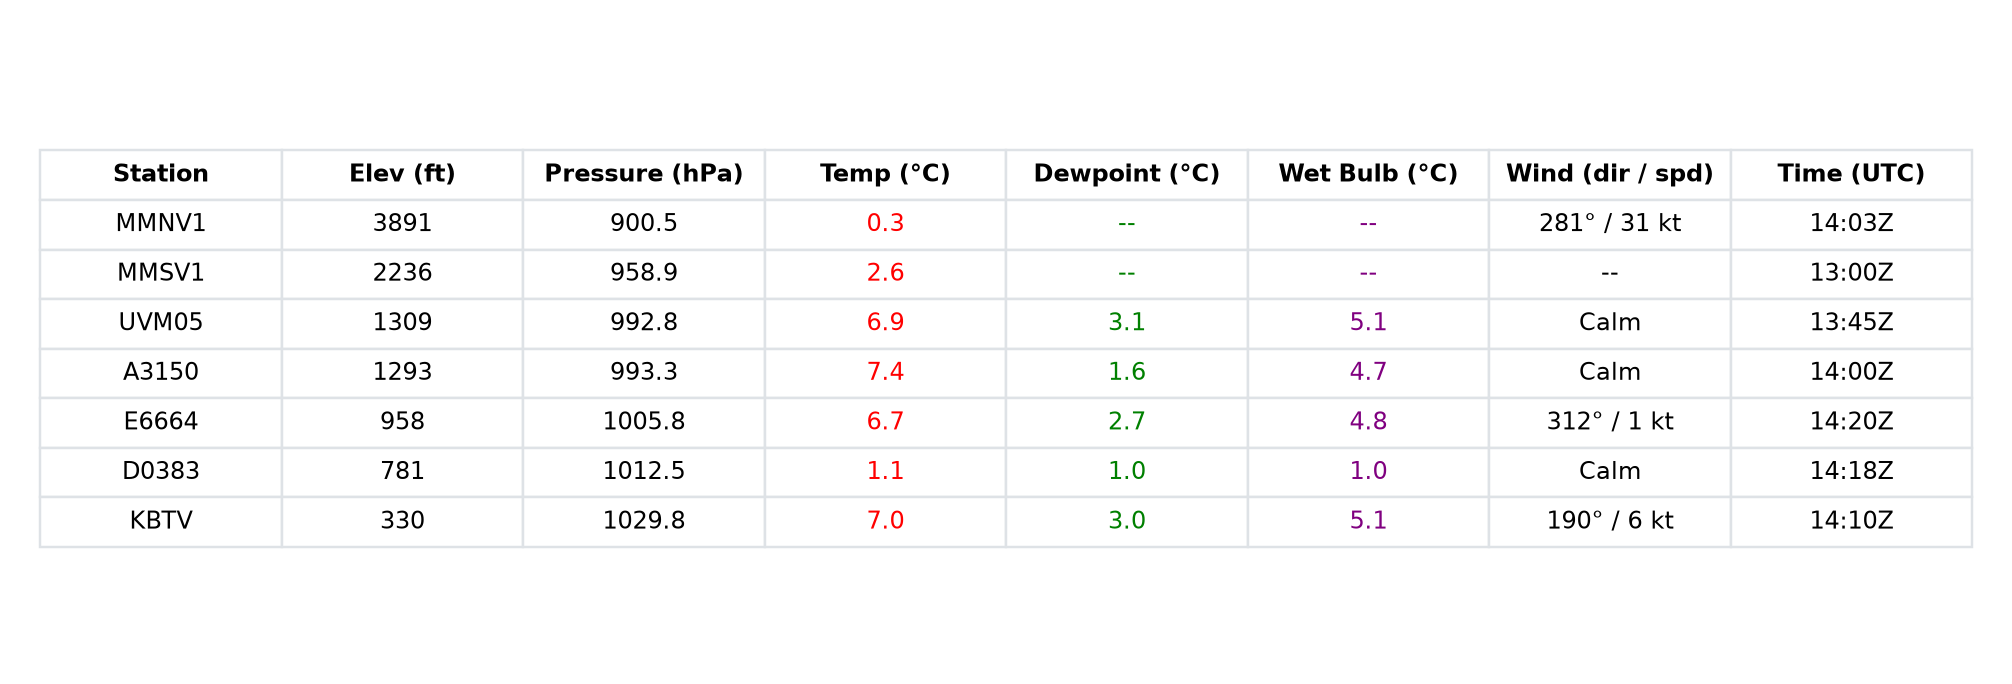 Station Elev (ft) Pressure (hPa) Temp (°C) Dewpoint (°C) Wet Bulb (°C) Wind (dir / spd) Time (UTC)
MMNV1 3891 900.5 0.3 -- -- 281° / 31 kt 14:03Z
MMSV1 2236 958.9 2.6 -- -- -- 13:00Z
UVM05 1309 992.8 6.9 3.1 5.1 Calm 13:45Z
A3150 1293 993.3 7.4 1.6 4.7 Calm 14:00Z
E6664 958 1005.8 6.7 2.7 4.8 312° / 1 kt 14:20Z
D0383 781 1012.5 1.1 1.0 1.0 Calm 14:18Z
KBTV 330 1029.8 7.0 3.0 5.1 190° / 6 kt 14:10Z